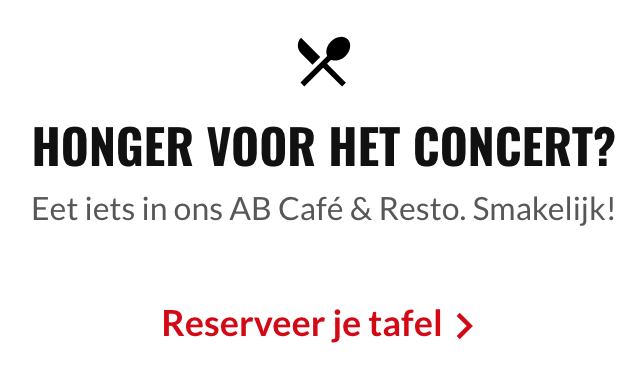 HONGER VOOR HET CONCERT?
Eet iets in ons AB Café & Resto. Smakelijk!
Reserveer je tafel